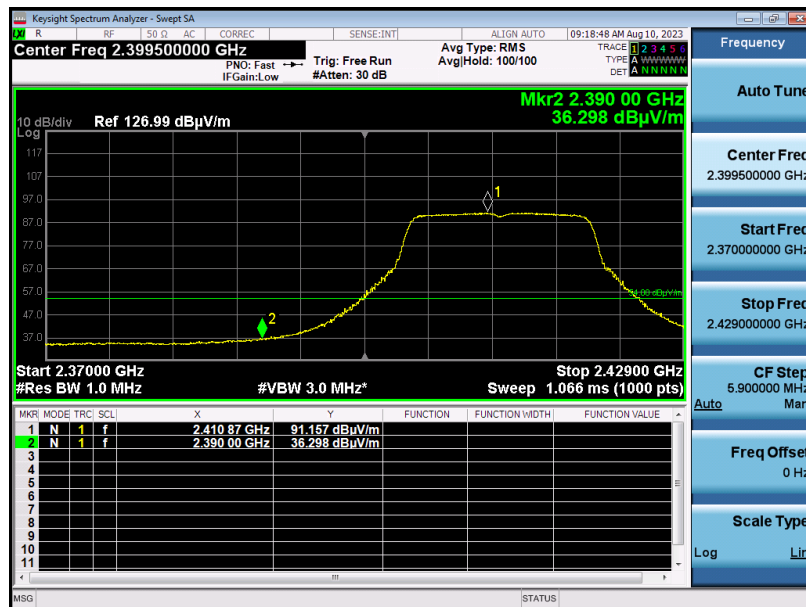 Keysight Spectrum Analyzer - Swept SA
LXI R RF 50 Ω AC CORREC SENSE:INT ALIGN AUTO 09:18:48 AM Aug 10, 2023
Center Freq 2.399500000 GHz
PNO: Fast
IFGain:Low
Trig: Free Run
#Atten: 30 dB
Avg Type: RMS
Avg|Hold: 100/100
TRACE 1 2 3 4 5 6
TYPE A WWWWW
DET A N N N N N
Mkr2 2.390 00 GHz
36.298 dBµV/m
10 dB/div Ref 126.99 dBµV/m
Log
117
107
97.0
87.0
77.0
67.0
57.0
47.0
37.0
1
2
Start 2.37000 GHz Stop 2.42900 GHz
#Res BW 1.0 MHz #VBW 3.0 MHz* Sweep 1.066 ms (1000 pts)
MKR MODE TRC SCL X Y FUNCTION FUNCTION WIDTH FUNCTION VALUE
1 N 1 f 2.410 87 GHz 91.157 dBµV/m
2 N 1 f 2.390 00 GHz 36.298 dBµV/m
3
4
5
6
7
8
9
10
11
MSG STATUS
Frequency
Auto Tune
Center Freq
2.399500000 GHz
Start Freq
2.370000000 GHz
Stop Freq
2.429000000 GHz
CF Step
5.900000 MHz
Auto Man
Freq Offset
0 Hz
Scale Type
Log Lin